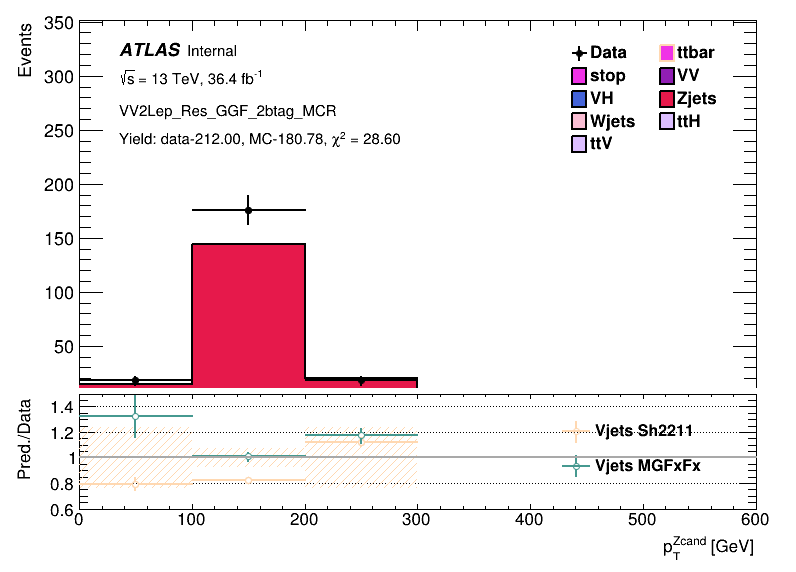 Events
350
300
250
200
150
100
50
ATLAS Internal
√s = 13 TeV, 36.4 fb⁻¹
VV2Lep_Res_GGF_2btag_MCR
Yield: data-212.00, MC-180.78, χ² = 28.60
Data
ttbar
stop
VV
VH
Zjets
Wjets
ttH
ttV
Pred./Data
1.4
1.2
1
0.8
0.6
Vjets Sh2211
Vjets MGFxFx
0 100 200 300 400 500 600
p_T^Zcand [GeV]